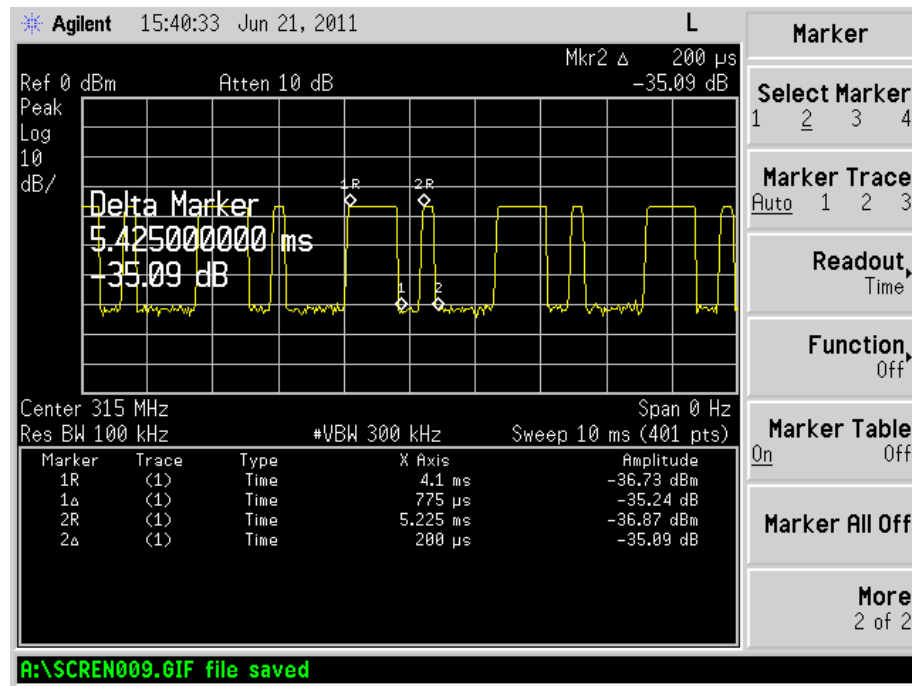 Agilent 15:40:33 Jun 21, 2011 L
Mkr2 Δ 200 µs
Ref 0 dBm Atten 10 dB -35.09 dB
Peak
Log
10
dB/
1R 2R
Delta Marker
5.425000000 ms
-35.09 dB
1 2
Center 315 MHz Span 0 Hz
Res BW 100 kHz #VBW 300 kHz Sweep 10 ms (401 pts)
Marker Trace Type X Axis Amplitude
1R (1) Time 4.1 ms -36.73 dBm
1Δ (1) Time 775 µs -35.24 dB
2R (1) Time 5.225 ms -36.87 dBm
2Δ (1) Time 200 µs -35.09 dB
A:\SCREN009.GIF file saved
Marker
Select Marker
1 2 3 4
Marker Trace
Auto 1 2 3
Readout
Time
Function
Off
Marker Table
On Off
Marker All Off
More
2 of 2